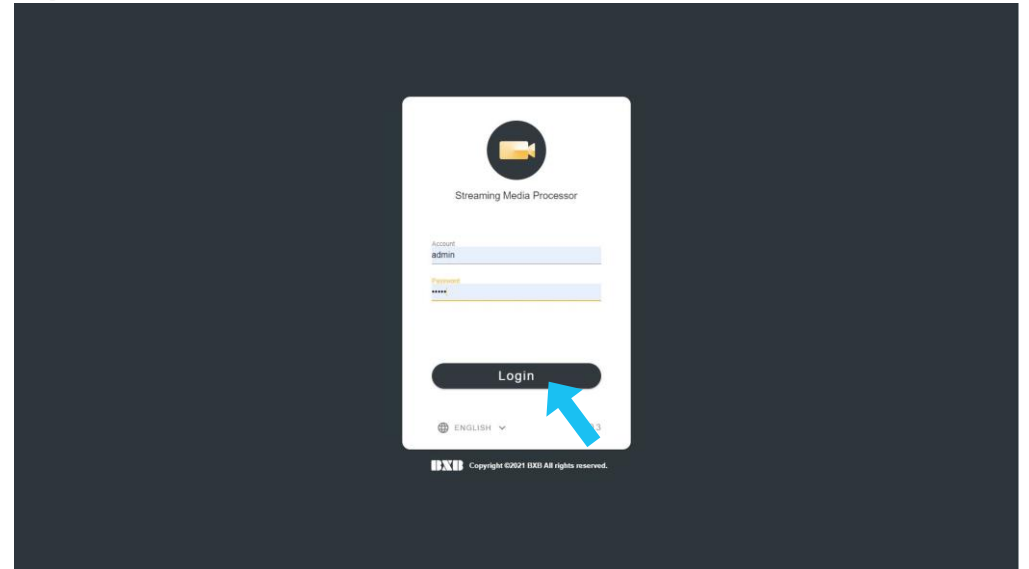 Streaming Media Processor
Account
admin
Password
•••••
Login
ENGLISH
BXB Copyright ©2021 BXB All rights reserved.